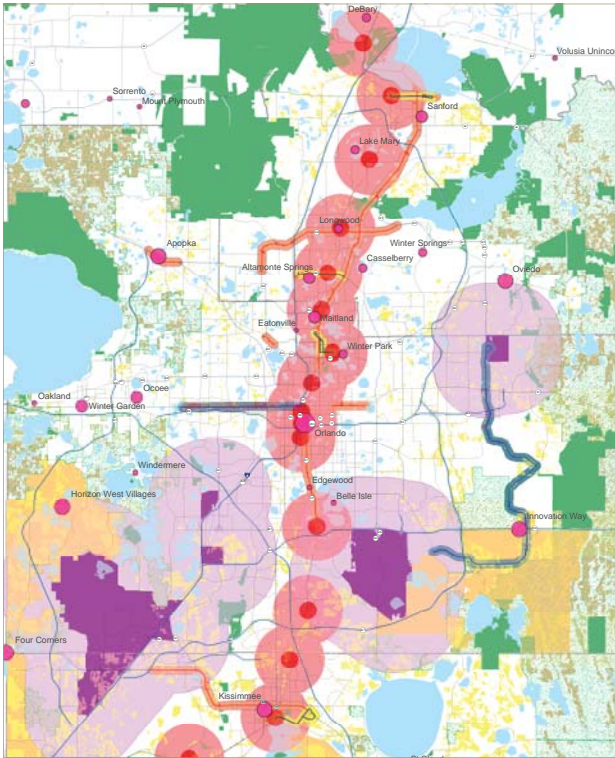 DeBary
Volusia Uninco
Sorrento
Mount Plymouth
Sanford
Lake Mary
Longwood
Winter Springs
Apopka
Casselberry
Altamonte Springs
Oviedo
Maitland
Eatonville
Winter Park
Oakland
Ocoee
Winter Garden
Orlando
Windermere
Edgewood
Horizon West Villages
Belle Isle
Innovation Way
Four Corners
Kissimmee